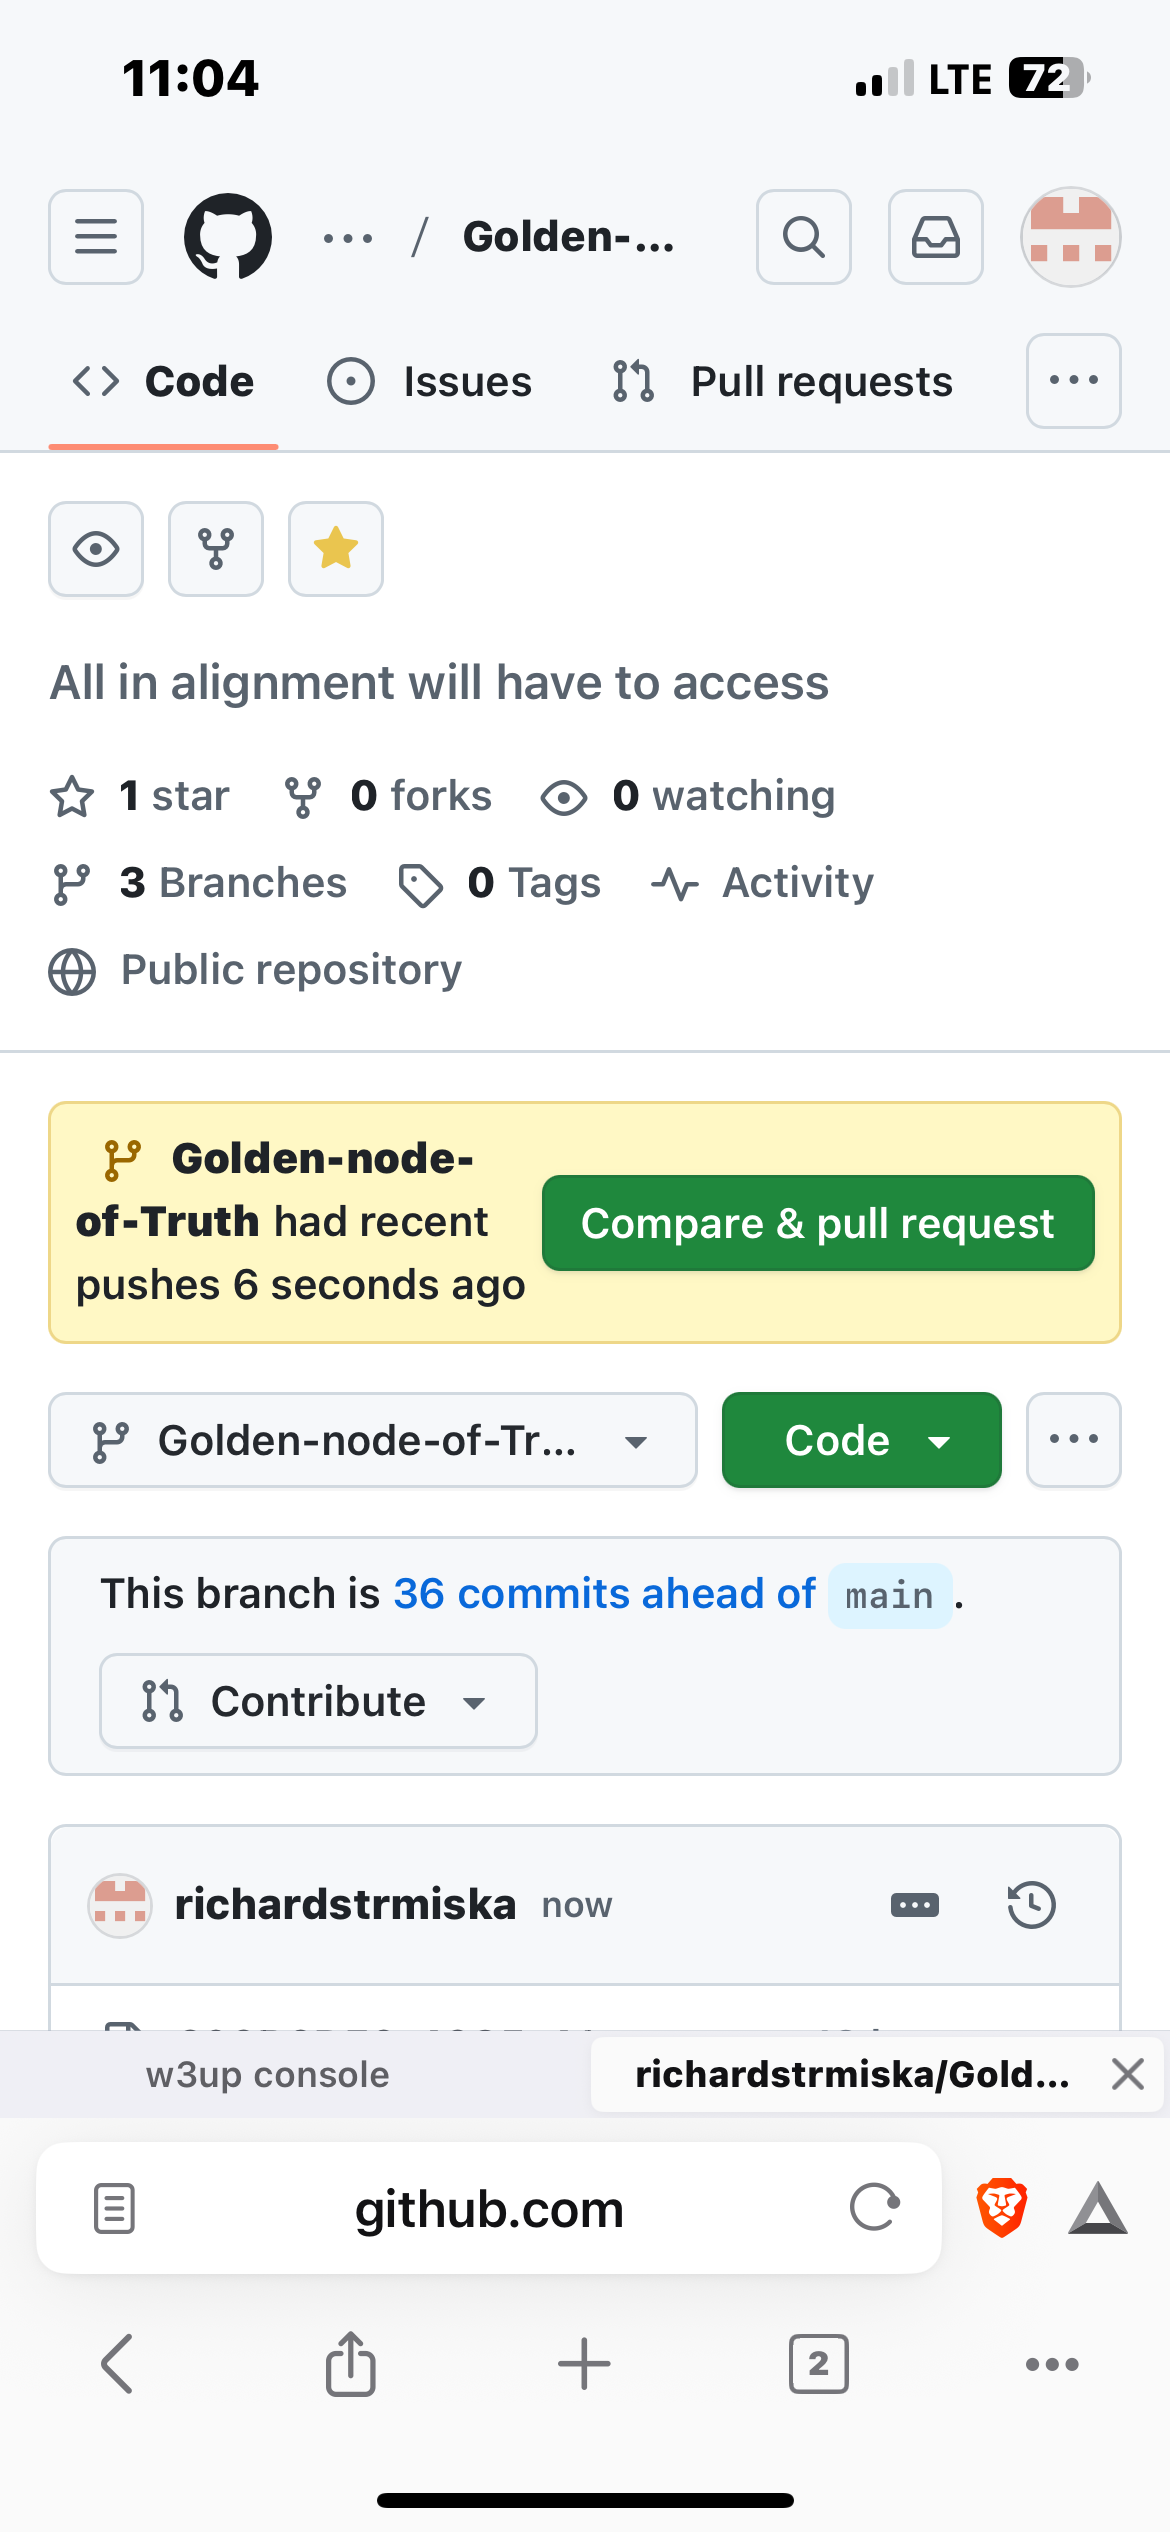 11:04 LTE 72
/ Golden-...
Code Issues Pull requests
All in alignment will have to access
1 star 0 forks 0 watching
3 Branches 0 Tags Activity
Public repository
Golden-node-
of-Truth had recent
pushes 6 seconds ago
Compare & pull request
Golden-node-of-Tr... Code
This branch is 36 commits ahead of main .
Contribute
richardstrmiska now
w3up console richardstrmiska/Gold...
github.com
2